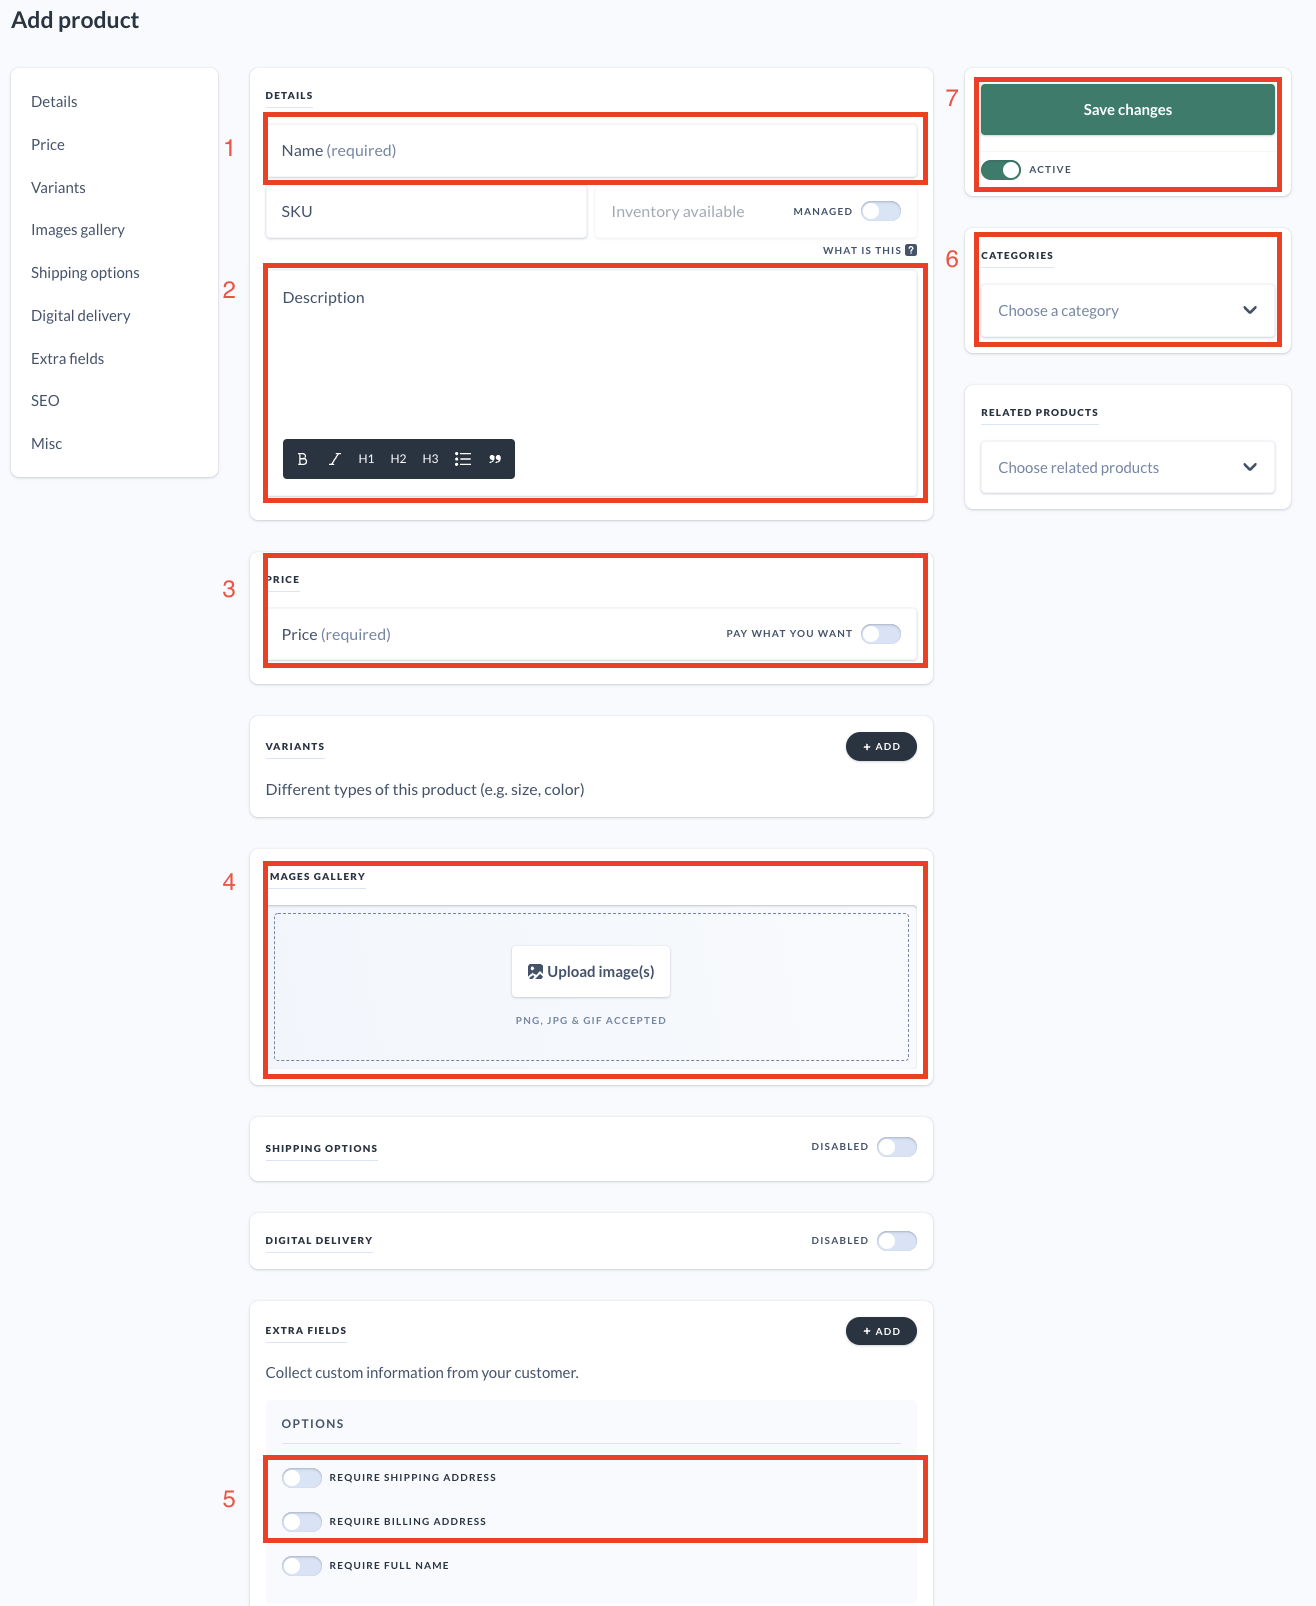 Add product
Details
Price
Variants
Images gallery
Shipping options
Digital delivery
Extra fields
SEO
Misc
DETAILS
1
Name (required)
SKU
Inventory available
MANAGED
WHAT IS THIS ?
2
Description
B I H1 H2 H3 ”
3
PRICE
Price (required)
PAY WHAT YOU WANT
VARIANTS
+ ADD
Different types of this product (e.g. size, color)
4
IMAGES GALLERY
Upload image(s)
PNG, JPG & GIF ACCEPTED
SHIPPING OPTIONS
DISABLED
DIGITAL DELIVERY
DISABLED
EXTRA FIELDS
+ ADD
Collect custom information from your customer.
OPTIONS
5
REQUIRE SHIPPING ADDRESS
REQUIRE BILLING ADDRESS
REQUIRE FULL NAME
7
Save changes
ACTIVE
6
CATEGORIES
Choose a category
RELATED PRODUCTS
Choose related products